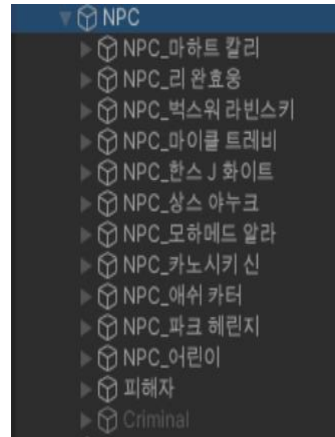 NPC
NPC_마하트 칼리
NPC_리 완효웅
NPC_벅스워 라빈스키
NPC_마이클 트레비
NPC_한스 J 화이트
NPC_상스 야누크
NPC_모하메드 알라
NPC_카노시키 신
NPC_애쉬 카터
NPC_파크 헤린지
NPC_어린이
피해자
Criminal